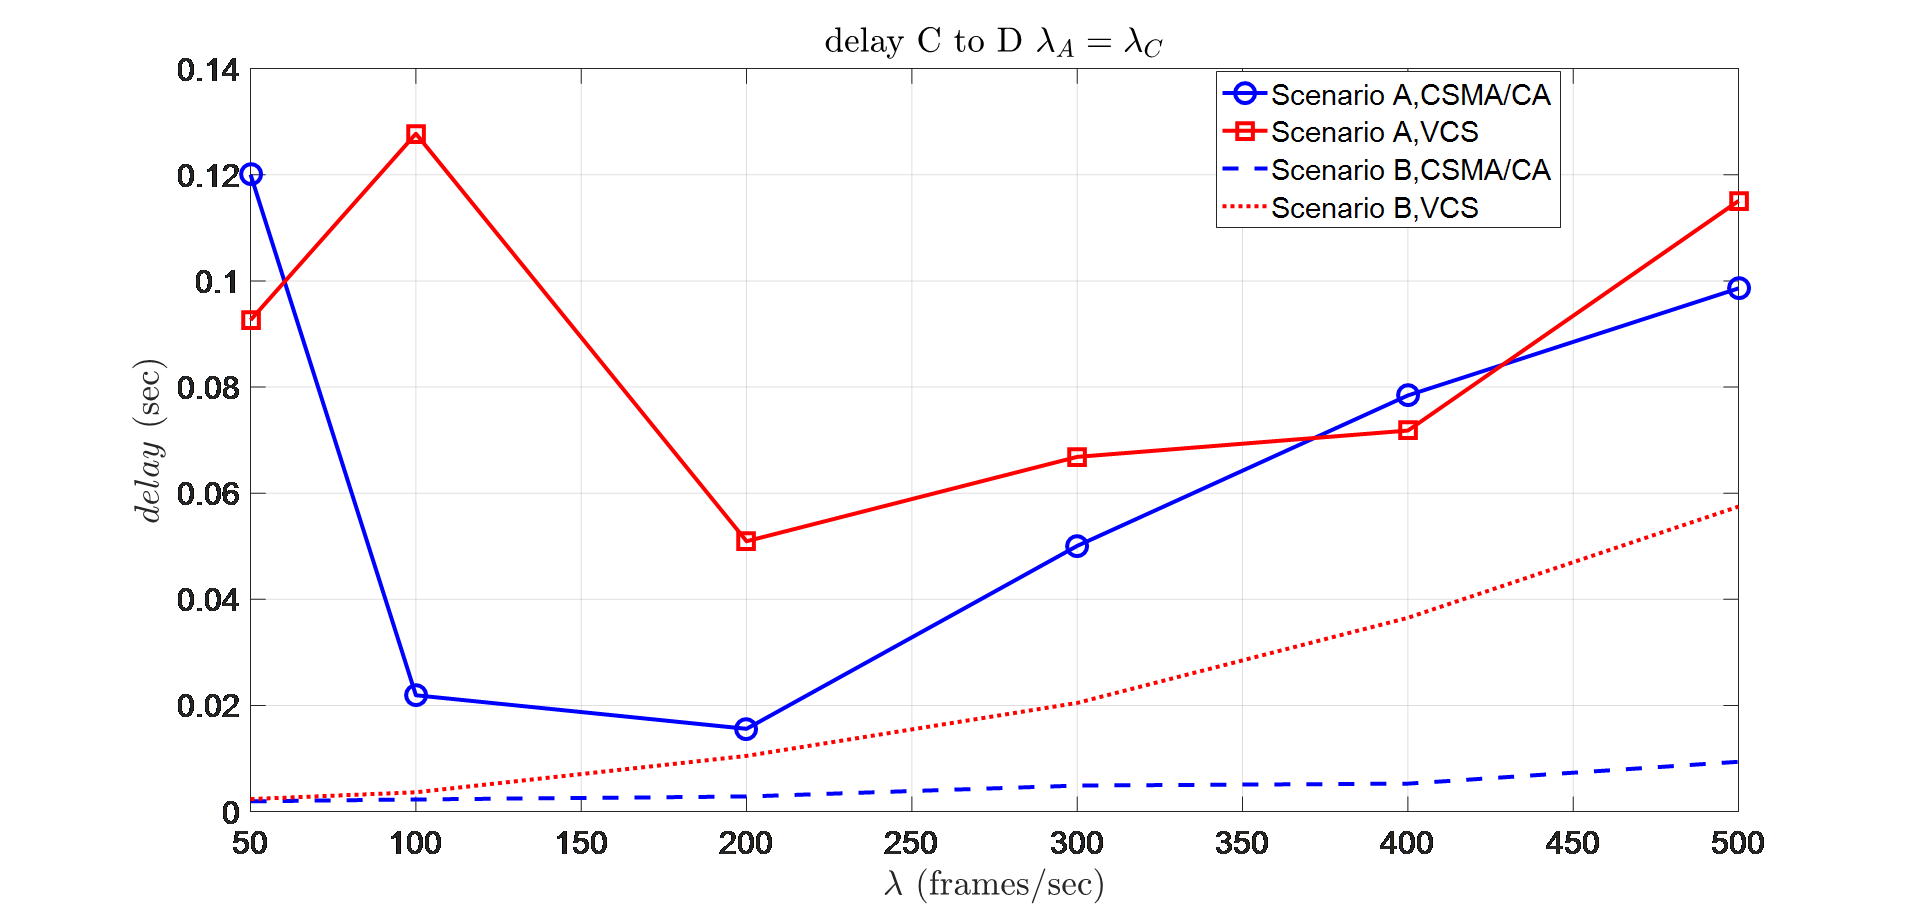 delay C to D λ_A = λ_C
0.14
0.12
0.1
0.08
0.06
0.04
0.02
0
delay (sec)
Scenario A,CSMA/CA
Scenario A,VCS
Scenario B,CSMA/CA
Scenario B,VCS
50 100 150 200 250 300 350 400 450 500
λ (frames/sec)